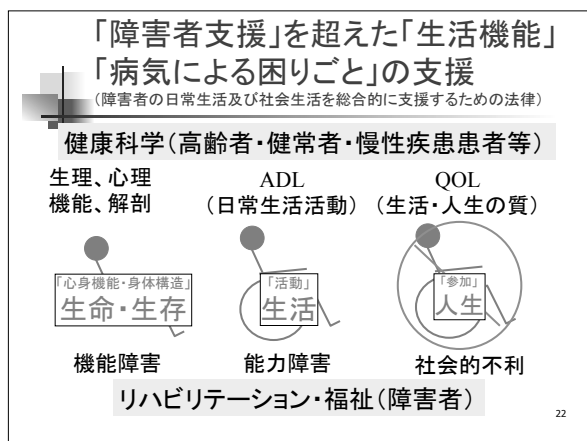 「障害者支援」を超えた「生活機能」
「病気による困りごと」の支援
（障害者の日常生活及び社会生活を総合的に支援するための法律）
健康科学（高齢者・健常者・慢性疾患患者等）
生理、心理
機能、解剖
ADL
（日常生活活動）
QOL
（生活・人生の質）
「心身機能・身体構造」
生命・生存
「活動」
生活
「参加」
人生
機能障害
能力障害
社会的不利
リハビリテーション・福祉（障害者）
22